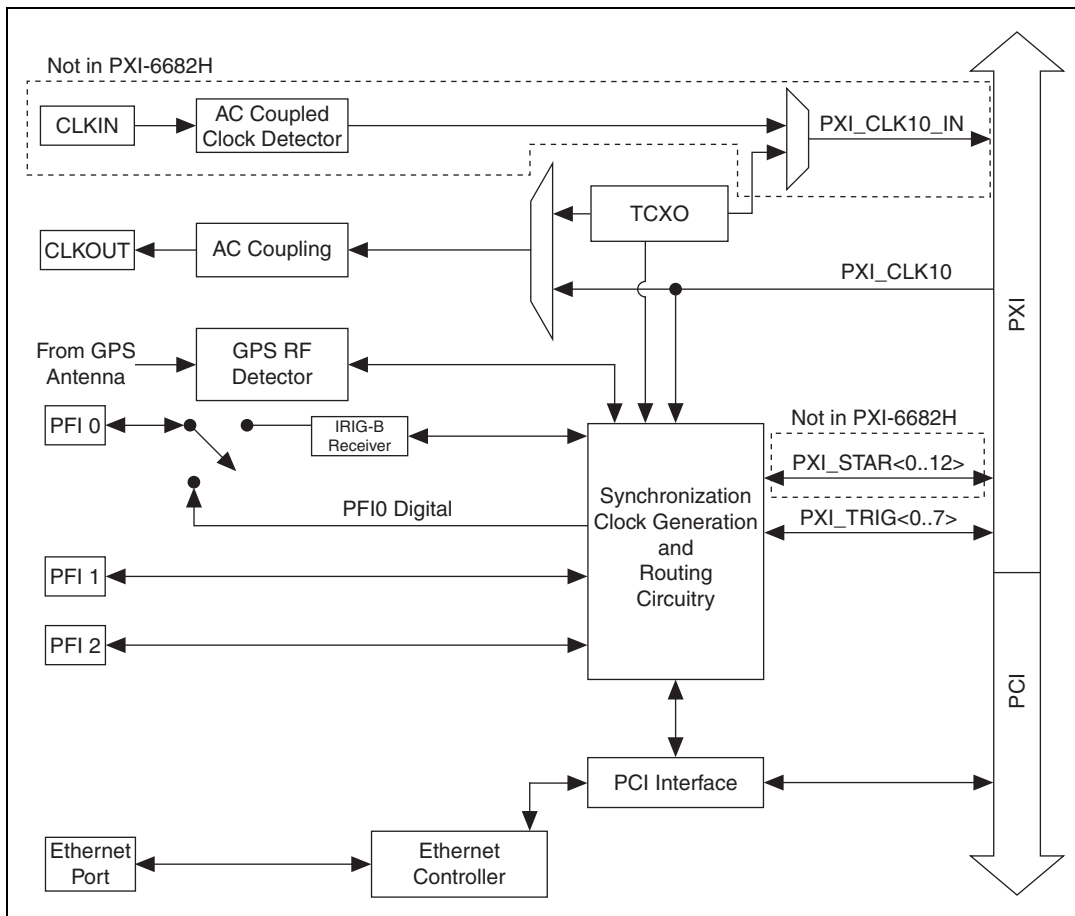 Not in PXI-6682H
CLKIN
AC Coupled
Clock Detector
PXI_CLK10_IN
TCXO
CLKOUT
AC Coupling
PXI_CLK10
PXI
From GPS
Antenna
GPS RF
Detector
PFI 0
IRIG-B
Receiver
Not in PXI-6682H
PXI_STAR<0..12>
PFI0 Digital
Synchronization
Clock Generation
and
Routing
Circuitry
PXI_TRIG<0..7>
PFI 1
PFI 2
PCI
PCI Interface
Ethernet
Port
Ethernet
Controller